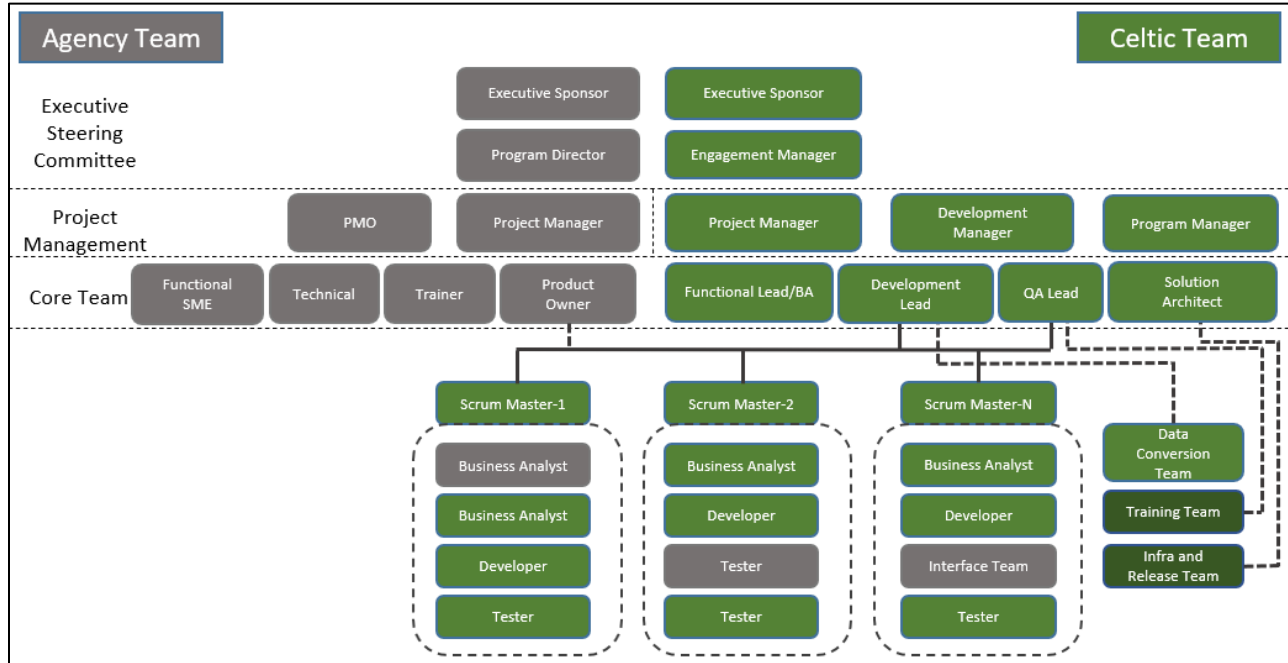 Agency Team
Celtic Team
Executive
Steering
Committee
Executive Sponsor
Executive Sponsor
Program Director
Engagement Manager
Project
Management
PMO
Project Manager
Project Manager
Development
Manager
Program Manager
Core Team
Functional
SME
Technical
Trainer
Product
Owner
Functional Lead/BA
Development
Lead
QA Lead
Solution
Architect
Scrum Master-1
Scrum Master-2
Scrum Master-N
Business Analyst
Business Analyst
Developer
Tester
Business Analyst
Developer
Tester
Tester
Business Analyst
Developer
Interface Team
Tester
Data
Conversion
Team
Training Team
Infra and
Release Team